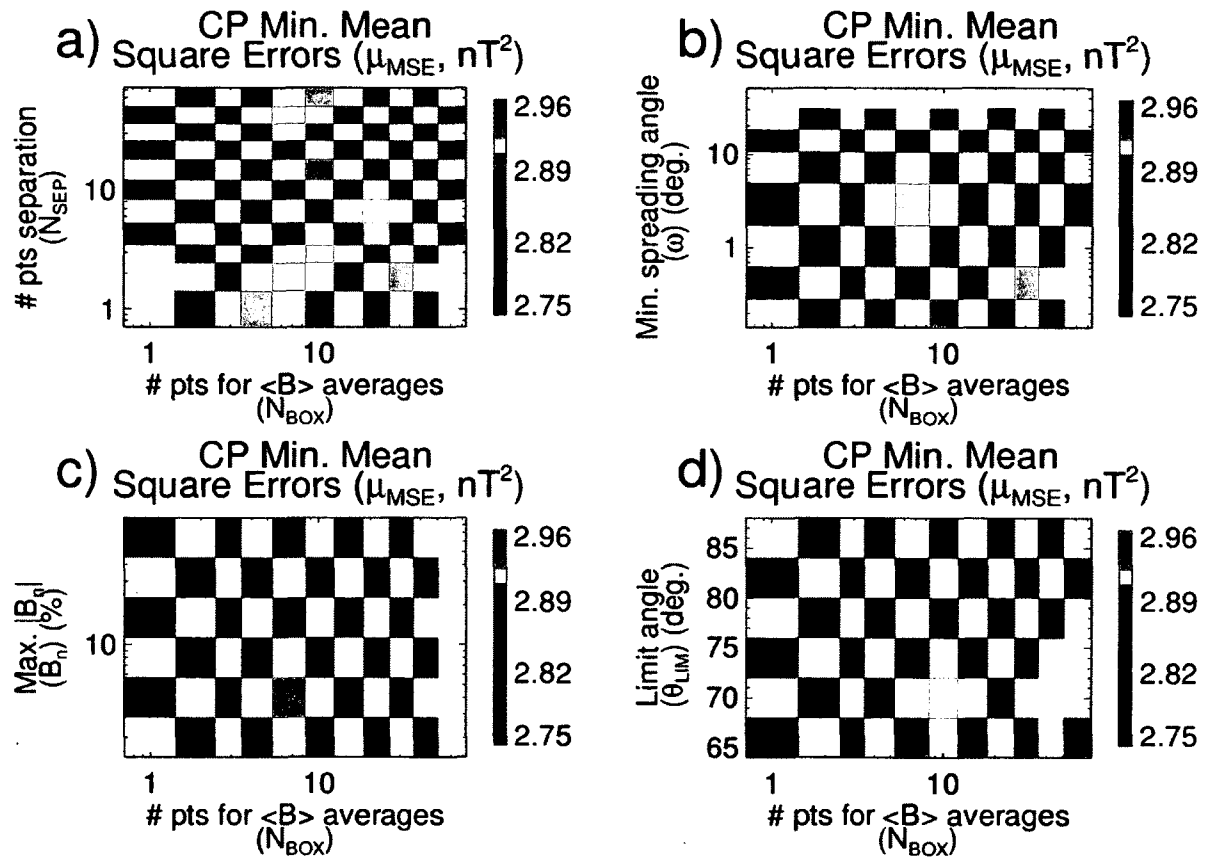 a) CP Min. Mean
Square Errors (μMSE, nT²)
# pts separation
(NSEP)
10
1
2.96
2.89
2.82
2.75
1 10
# pts for <B> averages
(NBOX)
b) CP Min. Mean
Square Errors (μMSE, nT²)
Min. spreading angle
(ω) (deg.)
10
1
2.96
2.89
2.82
2.75
1 10
# pts for <B> averages
(NBOX)
c) CP Min. Mean
Square Errors (μMSE, nT²)
Max. |Bn|
(Bn) (%)
10
2.96
2.89
2.82
2.75
1 10
# pts for <B> averages
(NBOX)
d) CP Min. Mean
Square Errors (μMSE, nT²)
Limit angle
(θLIM) (deg.)
85
80
75
70
65
2.96
2.89
2.82
2.75
1 10
# pts for <B> averages
(NBOX)